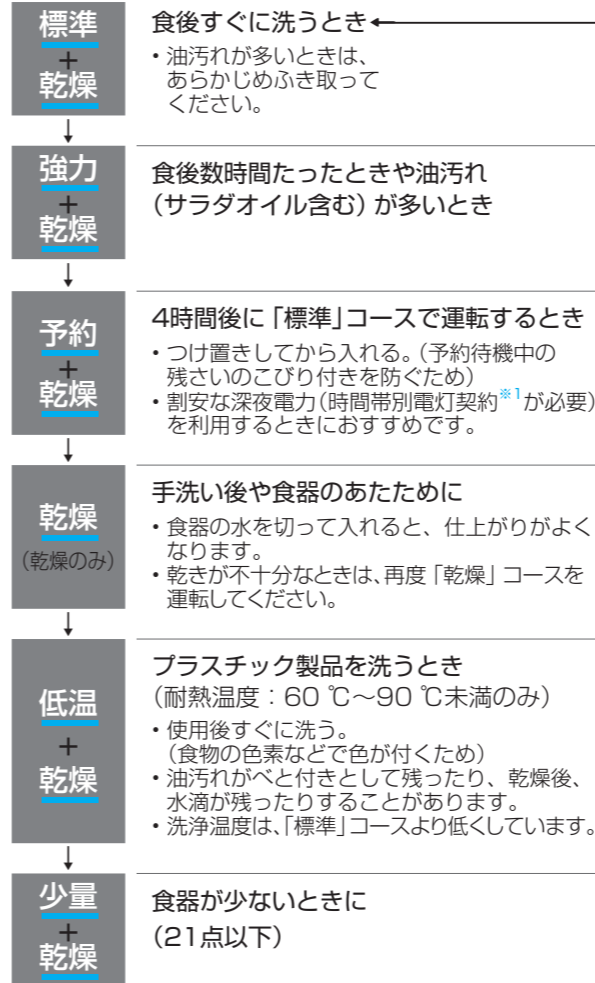 標準
+
乾燥
食後すぐに洗うとき
・油汚れが多いときは、
あらかじめふき取って
ください。
強力
+
乾燥
食後数時間たったときや油汚れ
（サラダオイル含む）が多いとき
予約
+
乾燥
4時間後に「標準」コースで運転するとき
・つけ置きしてから入れる。（予約待機中の
残さいのこびり付きを防ぐため）
・割安な深夜電力（時間帯別電灯契約※1が必要）
を利用するときにおすすめです。
乾燥
（乾燥のみ）
手洗い後や食器のあたために
・食器の水を切って入れると、仕上がりがよく
なります。
・乾きが不十分なときは、再度「乾燥」コースを
運転してください。
低温
+
乾燥
プラスチック製品を洗うとき
（耐熱温度：60 ℃～90 ℃未満のみ）
・使用後すぐに洗う。
（食物の色素などで色が付くため）
・油汚れがべと付きとして残ったり、乾燥後、
水滴が残ったりすることがあります。
・洗浄温度は、「標準」コースより低くしています。
少量
+
乾燥
食器が少ないときに
（21点以下）